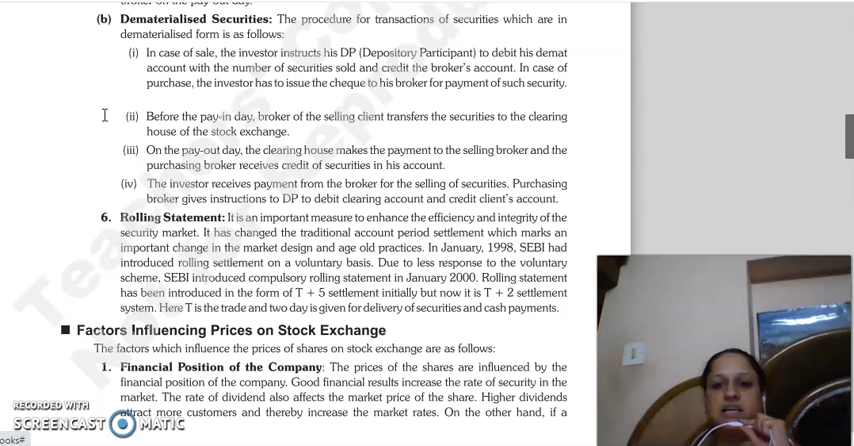 (b) Dematerialised Securities: The procedure for transactions of securities which are in
dematerialised form is as follows:
(i) In case of sale, the investor instructs his DP (Depository Participant) to debit his demat
account with the number of securities sold and credit the broker's account. In case of
purchase, the investor has to issue the cheque to his broker for payment of such security.
(ii) Before the pay-in day, broker of the selling client transfers the securities to the clearing
house of the stock exchange.
(iii) On the pay-out day, the clearing house makes the payment to the selling broker and the
purchasing broker receives credit of securities in his account.
(iv) The investor receives payment from the broker for the selling of securities. Purchasing
broker gives instructions to DP to debit clearing account and credit client's account.
6. Rolling Statement: It is an important measure to enhance the efficiency and integrity of the
security market. It has changed the traditional account period settlement which marks an
important change in the market design and age old practices. In January, 1998, SEBI had
introduced rolling settlement on a voluntary basis. Due to less response to the voluntary
scheme, SEBI introduced compulsory rolling statement in January 2000. Rolling statement
has been introduced in the form of T + 5 settlement initially but now it is T + 2 settlement
system. Here T is the trade and two day is given for delivery of securities and cash payments.
■ Factors Influencing Prices on Stock Exchange
The factors which influence the prices of shares on stock exchange are as follows:
1. Financial Position of the Company: The prices of the shares are influenced by the
financial position of the company. Good financial results increase the rate of security in the
market. The rate of dividend also affects the market price of the share. Higher dividends
attract more customers and thereby increase the market rates. On the other hand, if a
RECORDED WITH
SCREENCAST MATIC
ooks#